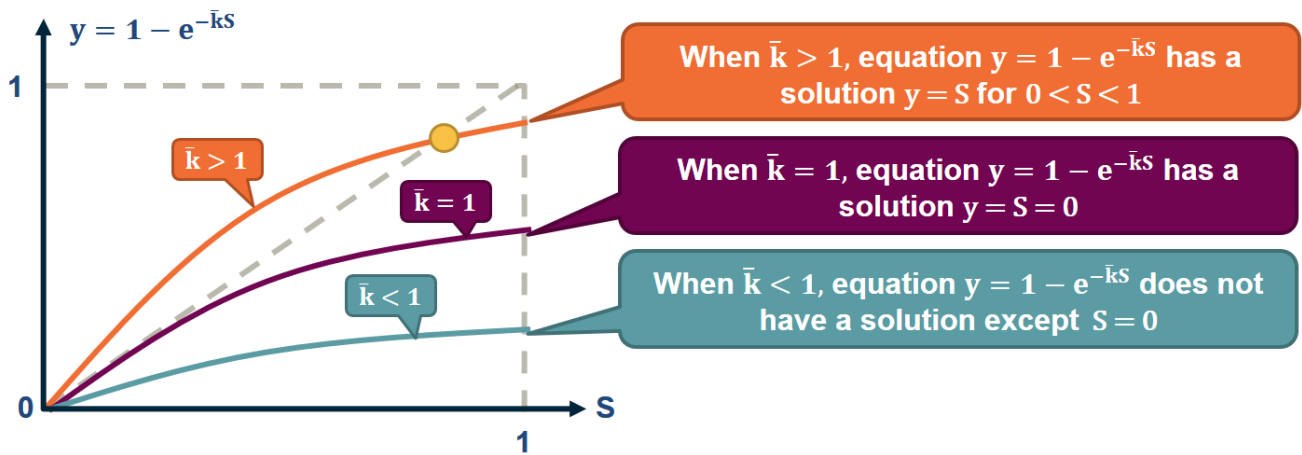 y = 1 − e^{−k̄S}
1
k̄ > 1
k̄ = 1
k̄ < 1
0
S
1
When k̄ > 1, equation y = 1 − e^{−k̄S} has a
solution y = S for 0 < S < 1
When k̄ = 1, equation y = 1 − e^{−k̄S} has a
solution y = S = 0
When k̄ < 1, equation y = 1 − e^{−k̄S} does not
have a solution except S = 0